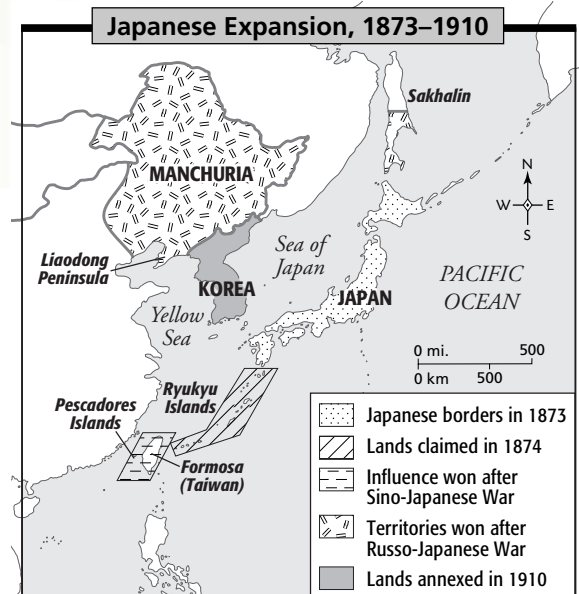 Japanese Expansion, 1873–1910
Sakhalin
MANCHURIA
N
W E
S
Liaodong
Peninsula
Sea of
Japan
KOREA
JAPAN
PACIFIC
OCEAN
Yellow
Sea
0 mi. 500
0 km 500
Ryukyu
Islands
Pescadores
Islands
Formosa
(Taiwan)
Japanese borders in 1873
Lands claimed in 1874
Influence won after
Sino-Japanese War
Territories won after
Russo-Japanese War
Lands annexed in 1910